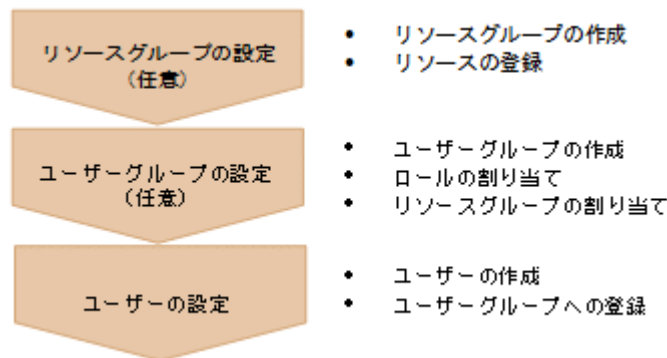 リソースグループの設定
(任意)
• リソースグループの作成
• リソースの登録
ユーザーグループの設定
(任意)
• ユーザーグループの作成
• ロールの割り当て
• リソースグループの割り当て
ユーザーの設定
• ユーザーの作成
• ユーザーグループへの登録